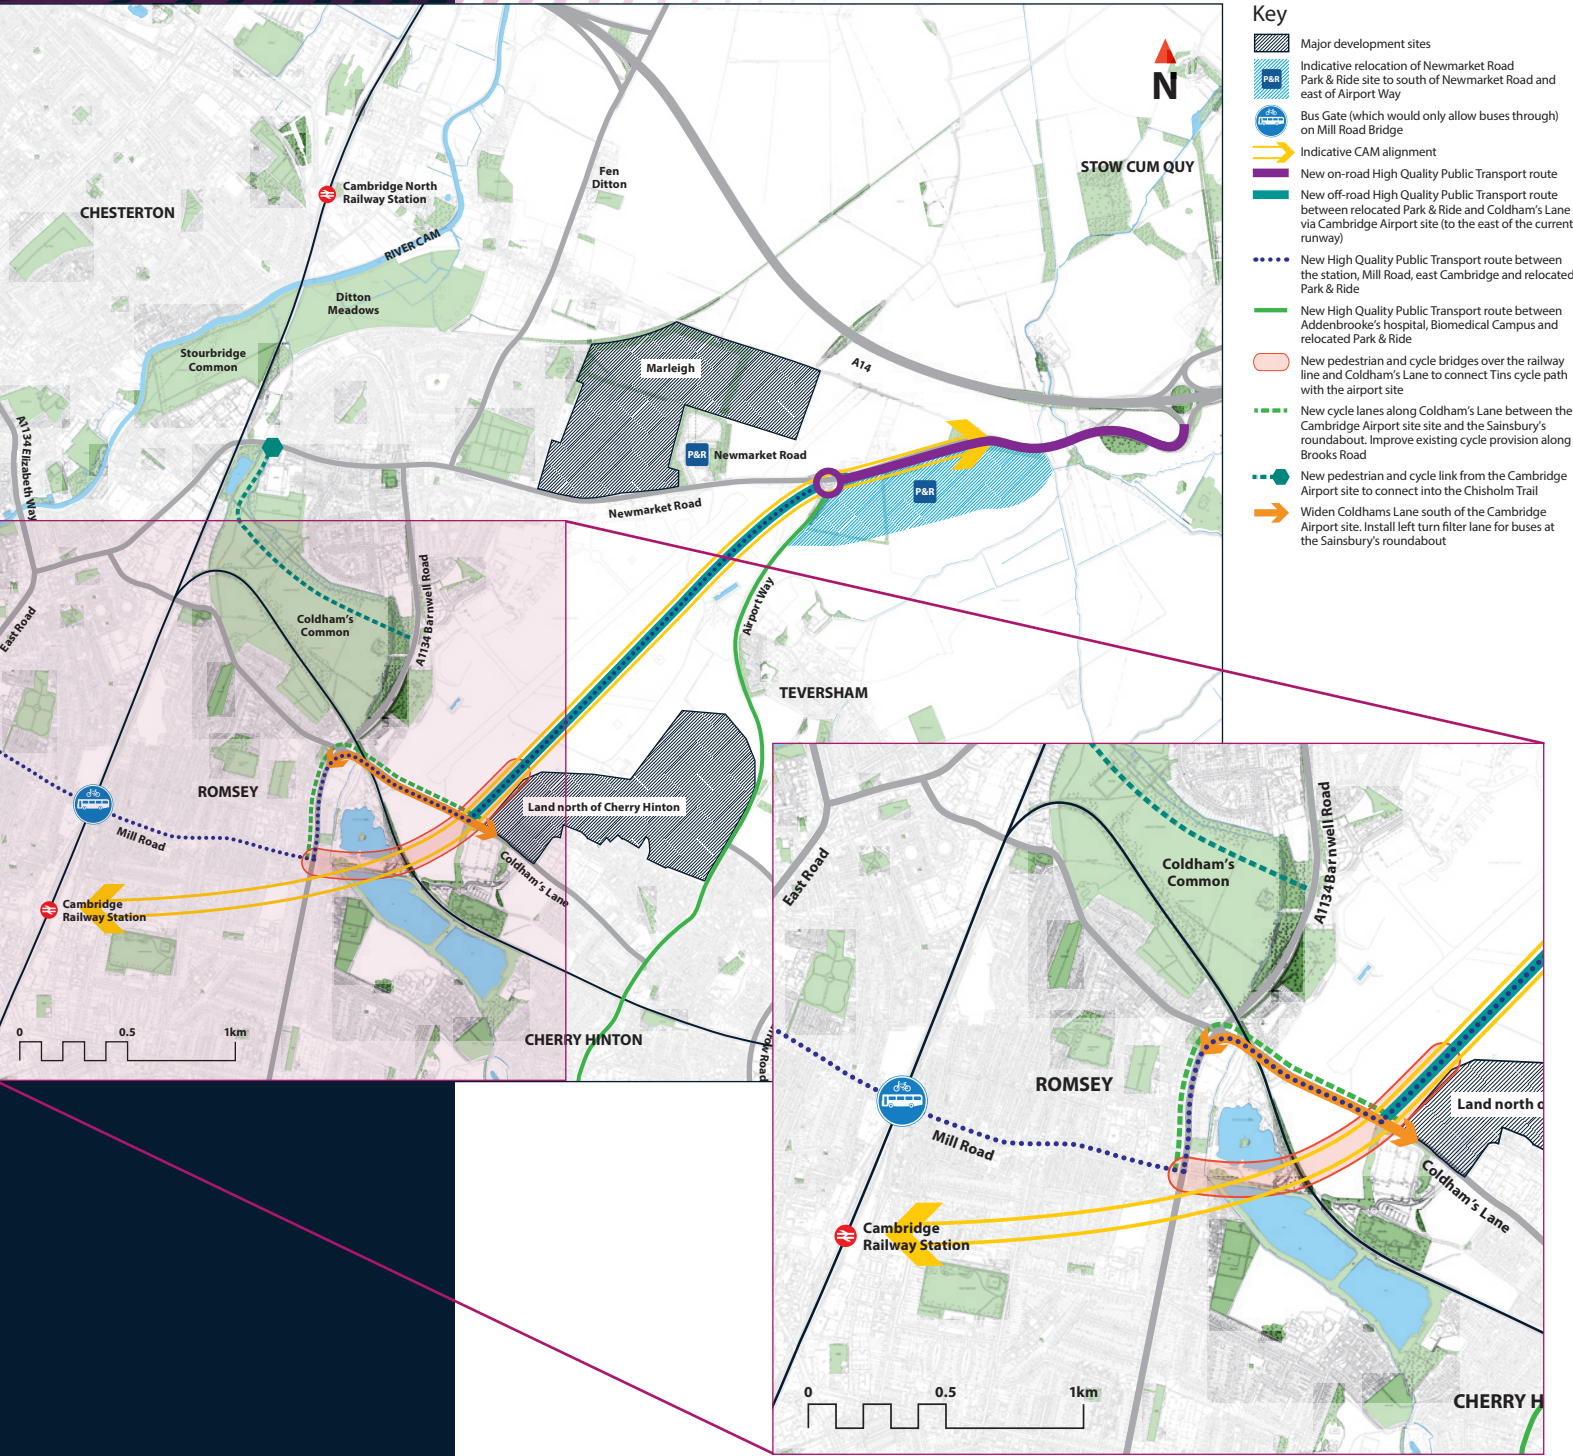 Key
Major development sites
P&R
Indicative relocation of Newmarket Road
Park & Ride site to south of Newmarket Road and
east of Airport Way
Bus Gate (which would only allow buses through)
on Mill Road Bridge
Indicative CAM alignment
New on-road High Quality Public Transport route
New off-road High Quality Public Transport route
between relocated Park & Ride and Coldham's Lane
via Cambridge Airport site (to the east of the current
runway)
New High Quality Public Transport route between
the station, Mill Road, east Cambridge and relocated
Park & Ride
New High Quality Public Transport route between
Addenbrooke's hospital, Biomedical Campus and
relocated Park & Ride
New pedestrian and cycle bridges over the railway
line and Coldham's Lane to connect Tins cycle path
with the airport site
New cycle lanes along Coldham's Lane between the
Cambridge Airport site site and the Sainsbury's
roundabout. Improve existing cycle provision along
Brooks Road
New pedestrian and cycle link from the Cambridge
Airport site to connect into the Chisholm Trail
Widen Coldhams Lane south of the Cambridge
Airport site. Install left turn filter lane for buses at
the Sainsbury's roundabout
N
STOW CUM QUY
Fen
Ditton
Cambridge North
Railway Station
CHESTERTON
RIVER CAM
Ditton
Meadows
Stourbridge
Common
Marleigh
A14
A1134 Elizabeth Way
P&R
Newmarket Road
P&R
Newmarket Road
A1134 Barnwell Road
East Road
Coldham's
Common
Airport Way
TEVERSHAM
ROMSEY
Land north of Cherry Hinton
Mill Road
Coldham's Lane
Cambridge
Railway Station
0 0.5 1km
CHERRY HINTON
row Road
East Road
Coldham's
Common
A1134 Barnwell Road
ROMSEY
Land north o
Mill Road
Coldham's Lane
Cambridge
Railway Station
0 0.5 1km
CHERRY H